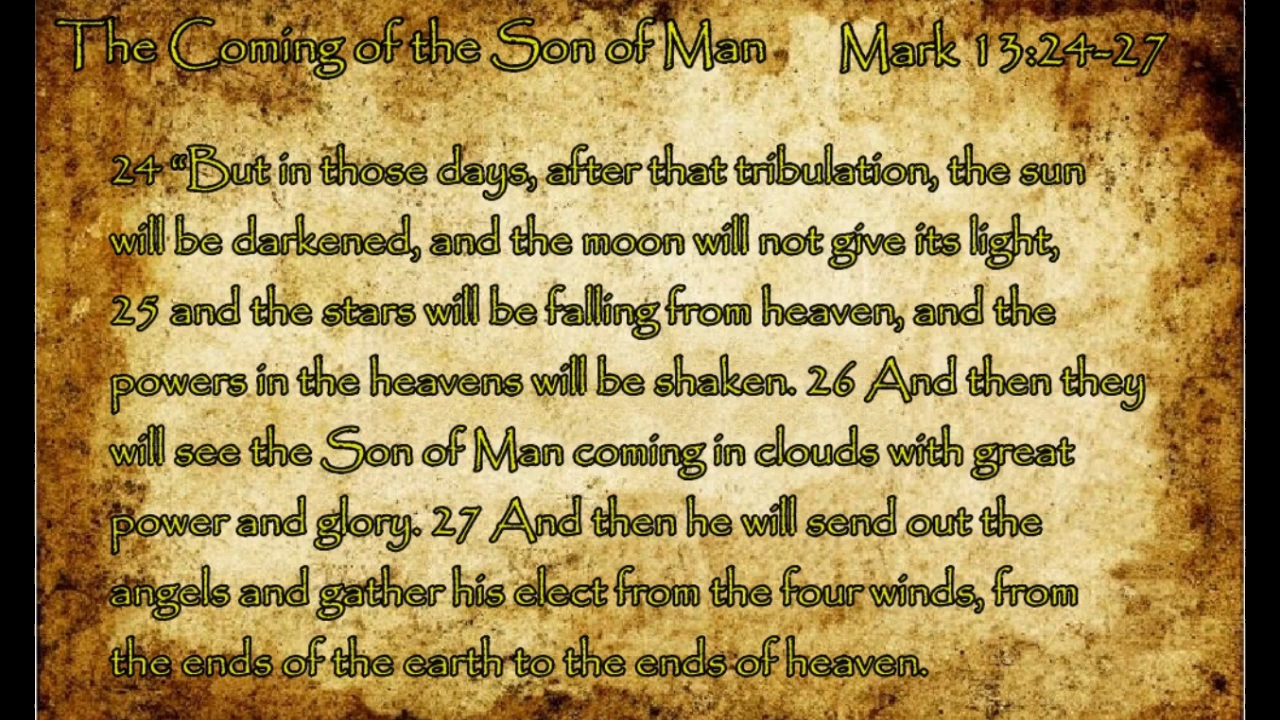 The Coming of the Son of Man Mark 13:24-27
24 “But in those days, after that tribulation, the sun
will be darkened, and the moon will not give its light,
25 and the stars will be falling from heaven, and the
powers in the heavens will be shaken. 26 And then they
will see the Son of Man coming in clouds with great
power and glory. 27 And then he will send out the
angels and gather his elect from the four winds, from
the ends of the earth to the ends of heaven.